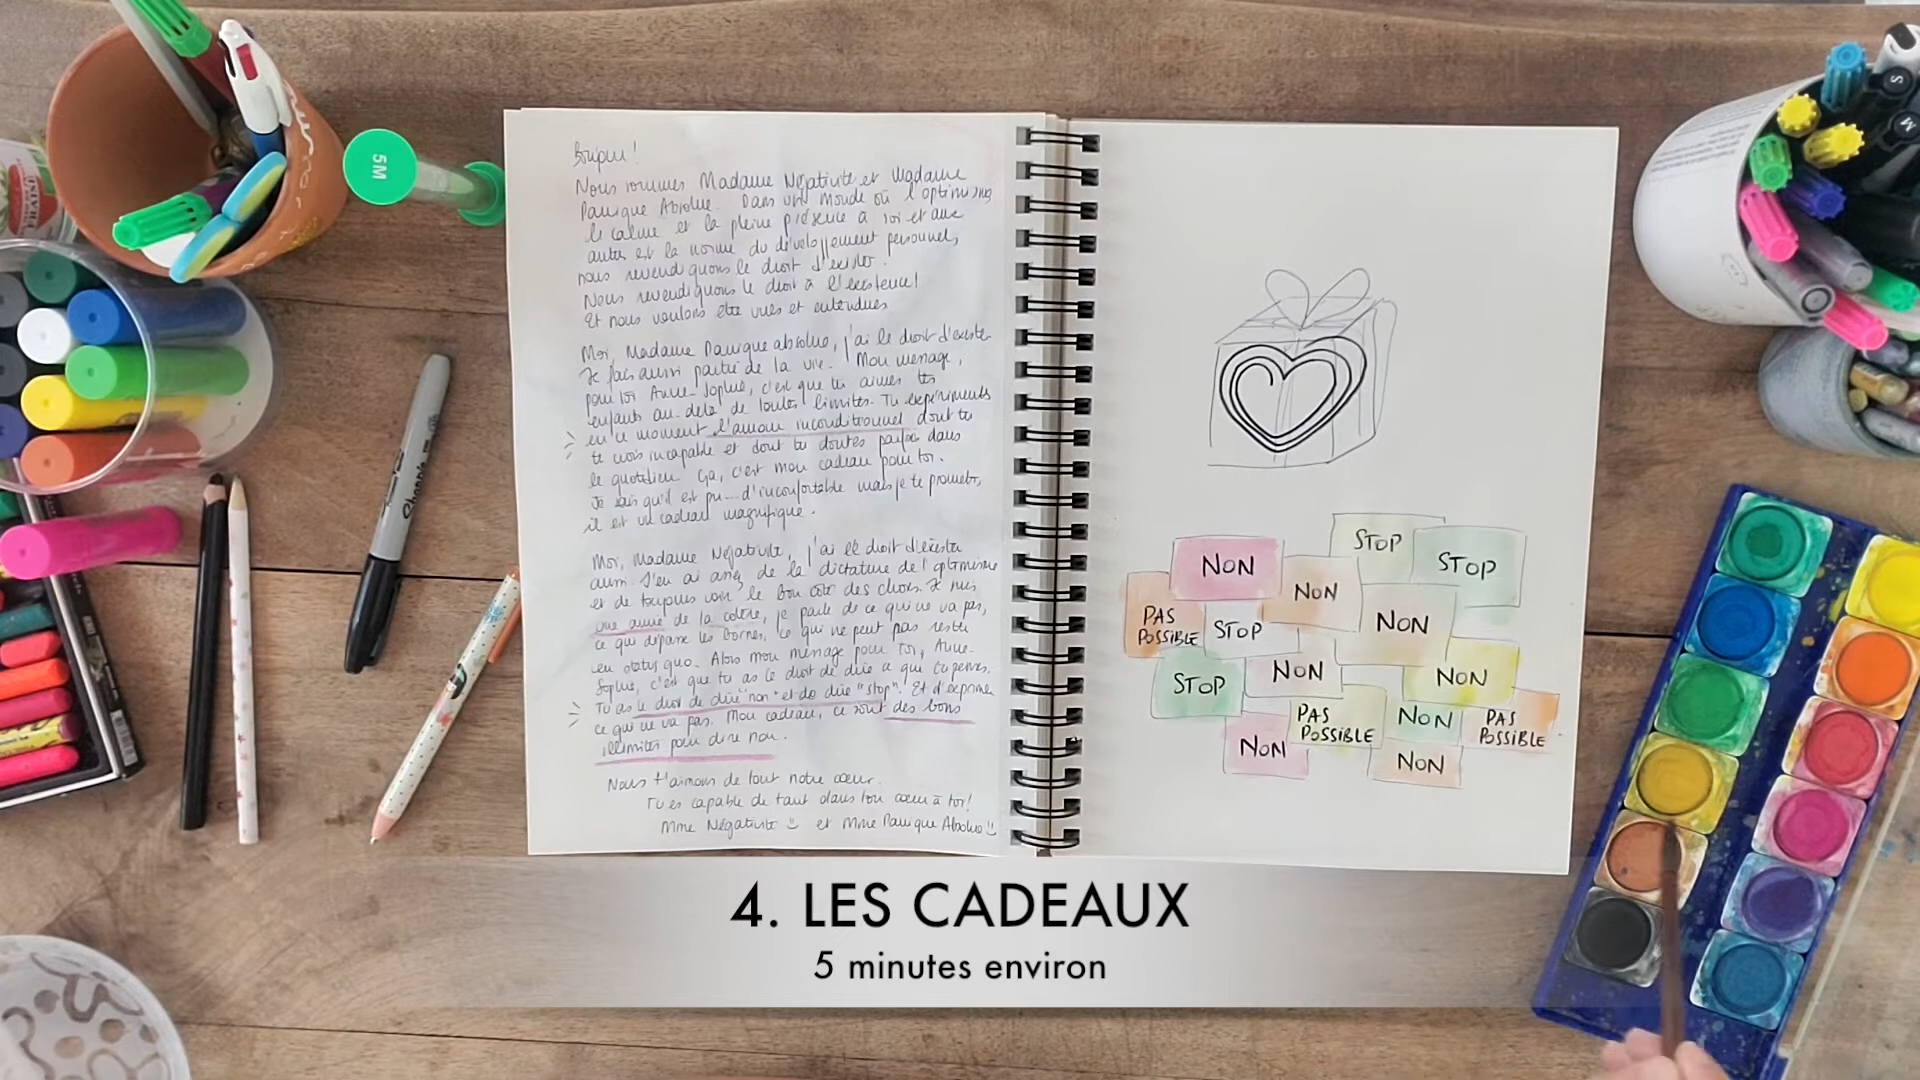 Bonjour!
Nous sommes Madame Négativité et Madame
Panique Absolue. Dans un monde où l'optimisme
le calme et la pleine présence à soi et aux
autres est la norme du développement personnel,
nous revendiquons le droit d'exister.
Nous revendiquons le droit à l'existence!
Et nous voulons être vues et entendues
Moi, Madame Panique absolue, j'ai le droit d'exister
Je fais aussi partie de la vie. Mon message,
pour toi Anne-Sophie, c'est que tu aimes tes
enfants au-delà de toutes limites. Tu expérimentes
en ce moment l'amour inconditionnel dont tu
te crois incapable et dont tu doutes parfois dans
le quotidien. Ça, c'est mon cadeau pour toi.
Je sais qu'il est pu... d'inconfortable mais je te promets,
il est un cadeau magnifique.
Moi, Madame Négativité, j'ai le droit d'exister
aussi. J'en ai assez de la dictature de l'optimisme
et de toujours voir le bon côté des choses. Je suis
une amie de la colère, je parle de ce qui ne va pas,
ce qui dépasse les bornes, ce qui ne peut pas rester
en status quo. Alors mon message pour toi, Anne-
Sophie, c'est que tu as le droit de dire ce que tu penses.
Tu as le droit de dire "non" et de dire "stop". Et d'exprimer
ce qui ne va pas. Mon cadeau, ce sont des bons
illimités pour dire non.
Nous t'aimons de tout notre cœur.
Tu es capable de tout dans ton cœur à toi!
Mme Négativité et Mme Panique Absolue
STOP
NON
STOP
NON
PAS
POSSIBLE
STOP
NON
NON
STOP
NON
PAS
POSSIBLE
NON
PAS
POSSIBLE
NON
NON
5M
Sharpie
S
M
4. LES CADEAUX
5 minutes environ